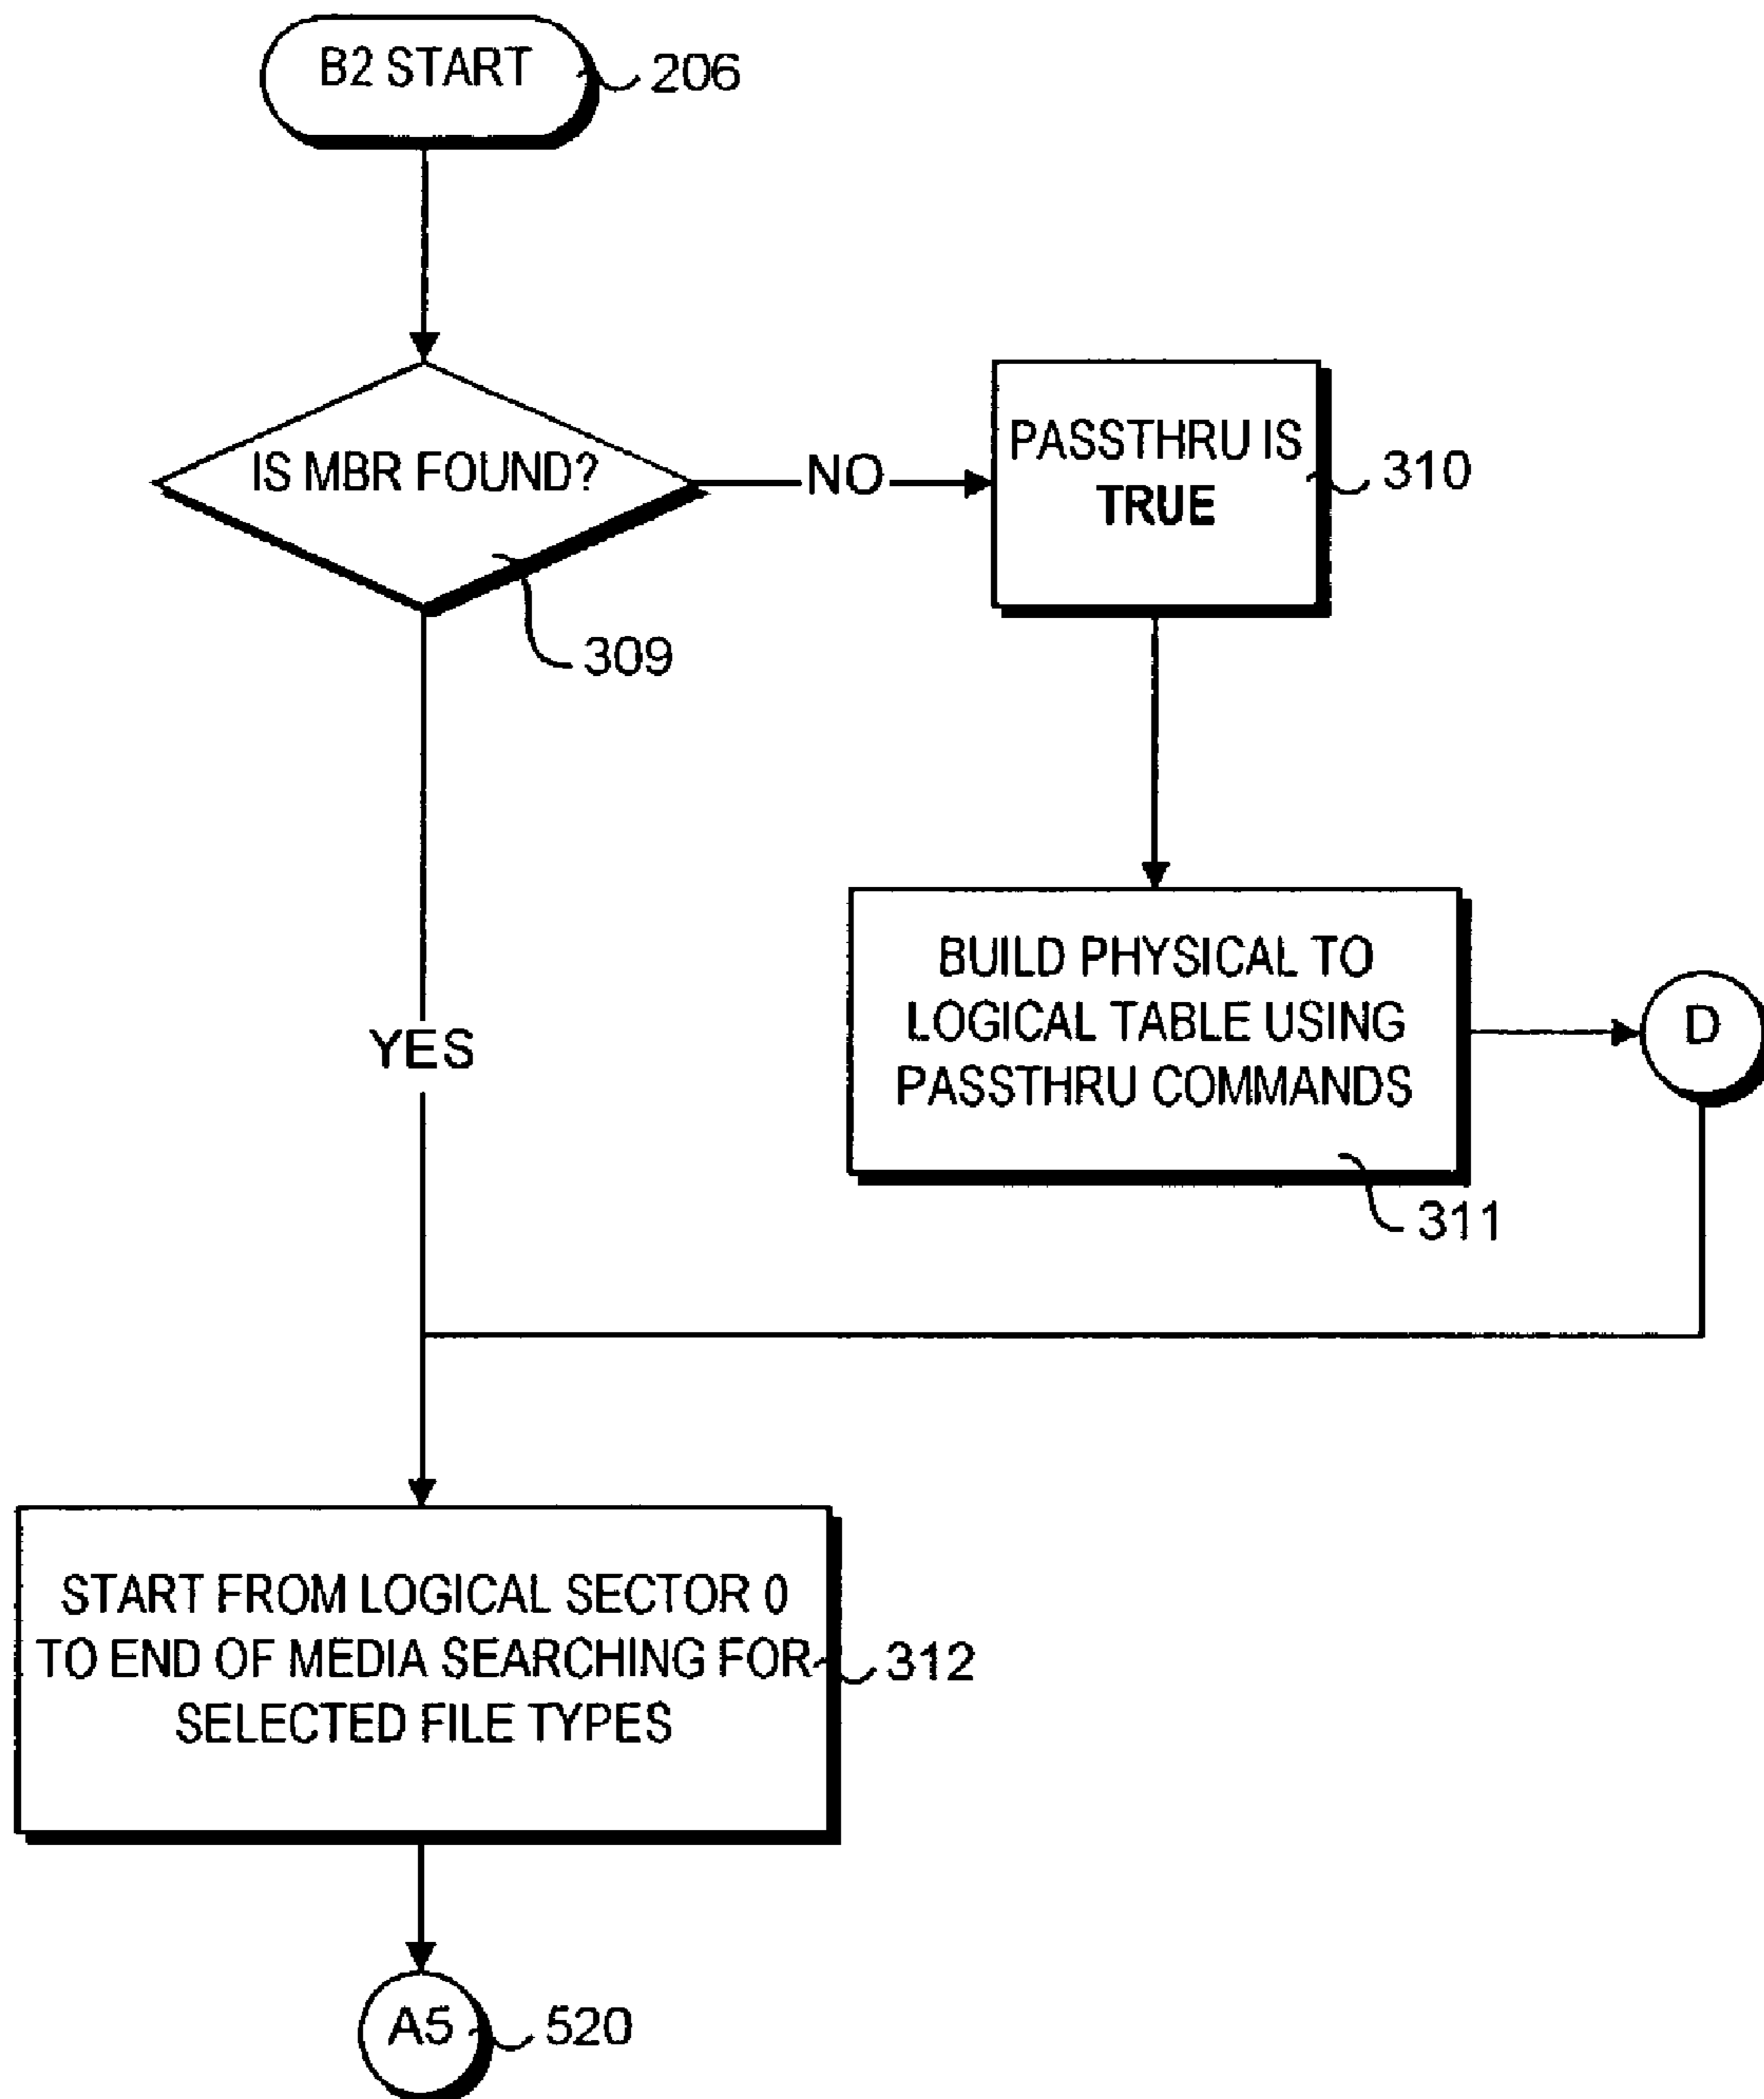 B2 START
206
IS MBR FOUND?
309
NO
PASSTHRU IS
TRUE
310
BUILD PHYSICAL TO
LOGICAL TABLE USING
PASSTHRU COMMANDS
311
D
YES
START FROM LOGICAL SECTOR 0
TO END OF MEDIA SEARCHING FOR
SELECTED FILE TYPES
312
A5
520